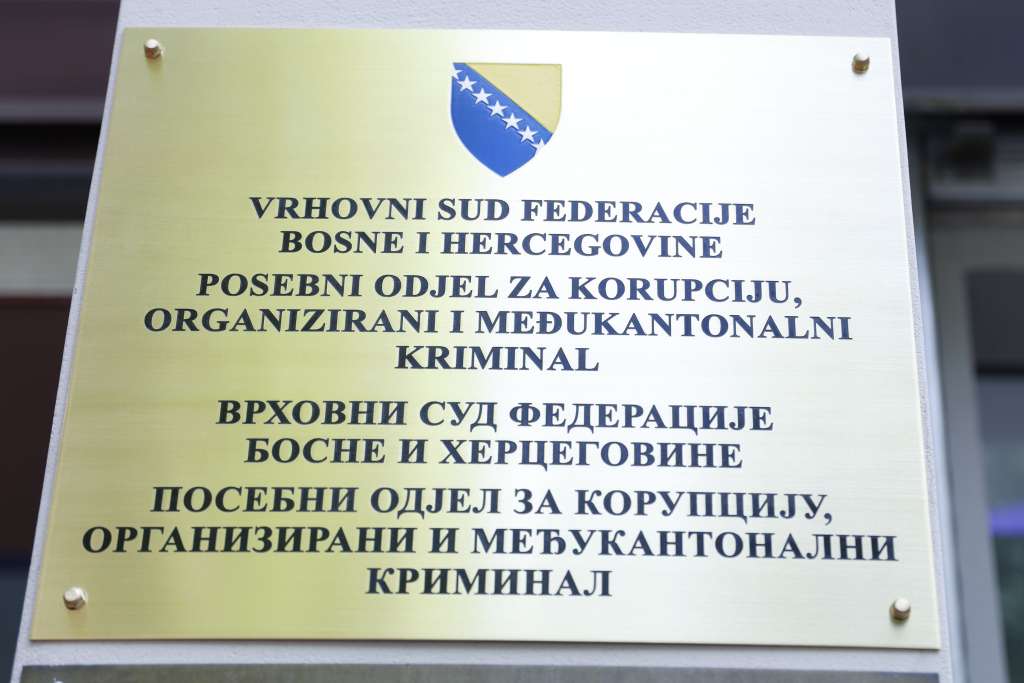 VRHOVNI SUD FEDERACIJE
BOSNE I HERCEGOVINE
POSEBNI ODJEL ZA KORUPCIJU,
ORGANIZIRANI I MEĐUKANTONALNI
KRIMINAL
ВРХОВНИ СУД ФЕДЕРАЦИЈЕ
БОСНЕ И ХЕРЦЕГОВИНЕ
ПОСЕБНИ ОДЈЕЛ ЗА КОРУПЦИЈУ,
ОРГАНИЗИРАНИ И МЕЂУКАНТОНАЛНИ
КРИМИНАЛ